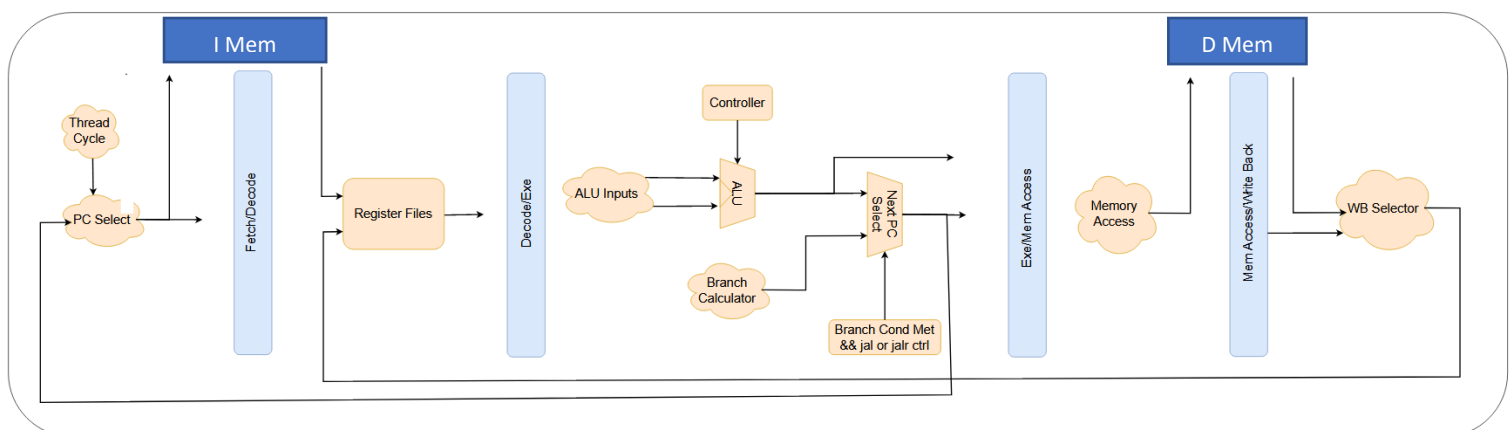 I Mem
D Mem
Thread
Cycle
PC Select
Fetch/Decode
Register Files
Decode/Exe
Controller
ALU Inputs
ALU
Next PC
Select
Branch
Calculator
Branch Cond Met
&& jal or jalr ctrl
Exe/Mem Access
Memory
Access
Mem Access/Write Back
WB Selector